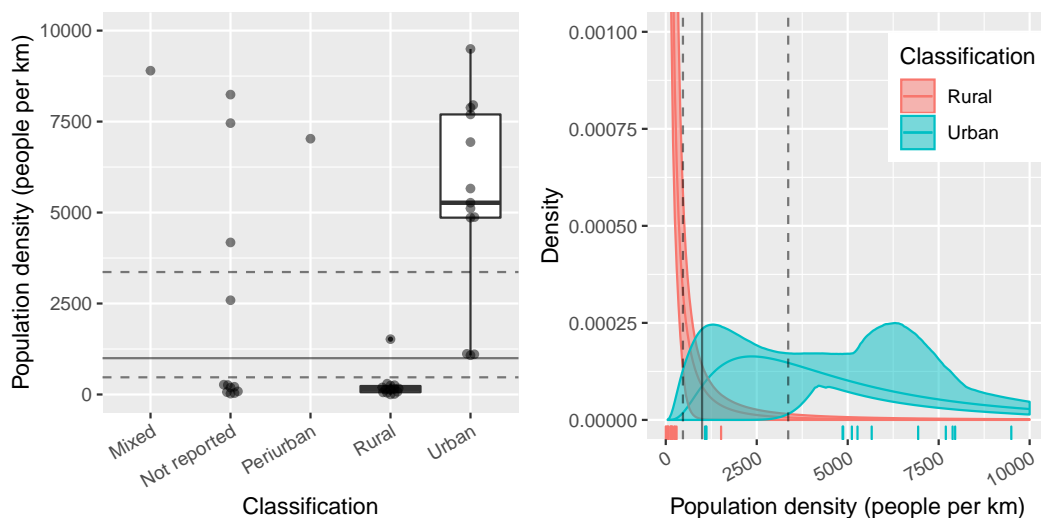 Population density (people per km)
10000
7500
5000
2500
0
Mixed
Not reported
Periurban
Rural
Urban
Classification
Density
0.00100
0.00075
0.00050
0.00025
0.00000
Classification
Rural
Urban
0
2500
5000
7500
10000
Population density (people per km)